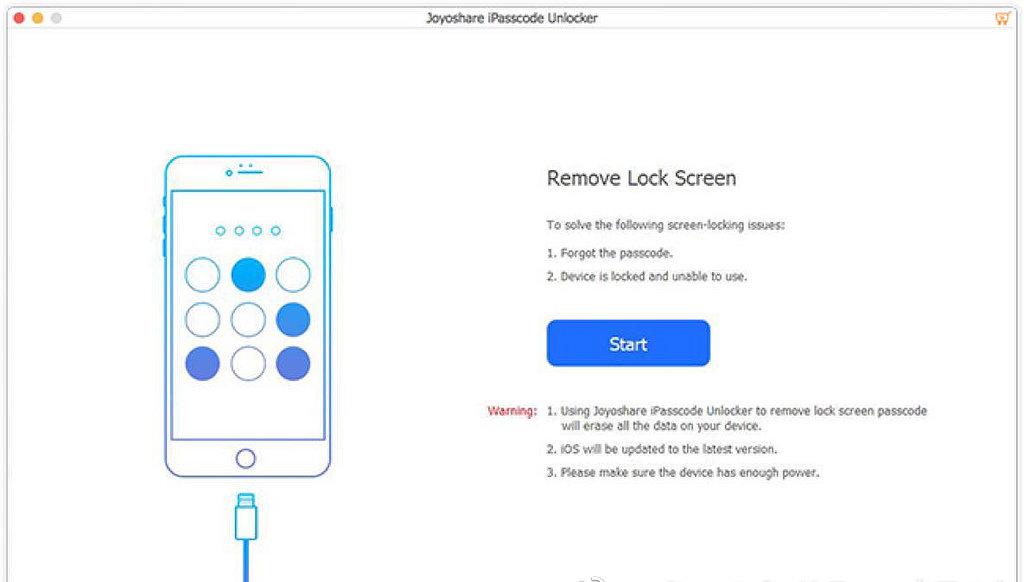 Joyoshare iPasscode Unlocker
Remove Lock Screen
To solve the following screen-locking issues:
1. Forgot the passcode.
2. Device is locked and unable to use.
Start
Warning: 1. Using Joyoshare iPasscode Unlocker to remove lock screen passcode
will erase all the data on your device.
2. iOS will be updated to the latest version.
3. Please make sure the device has enough power.